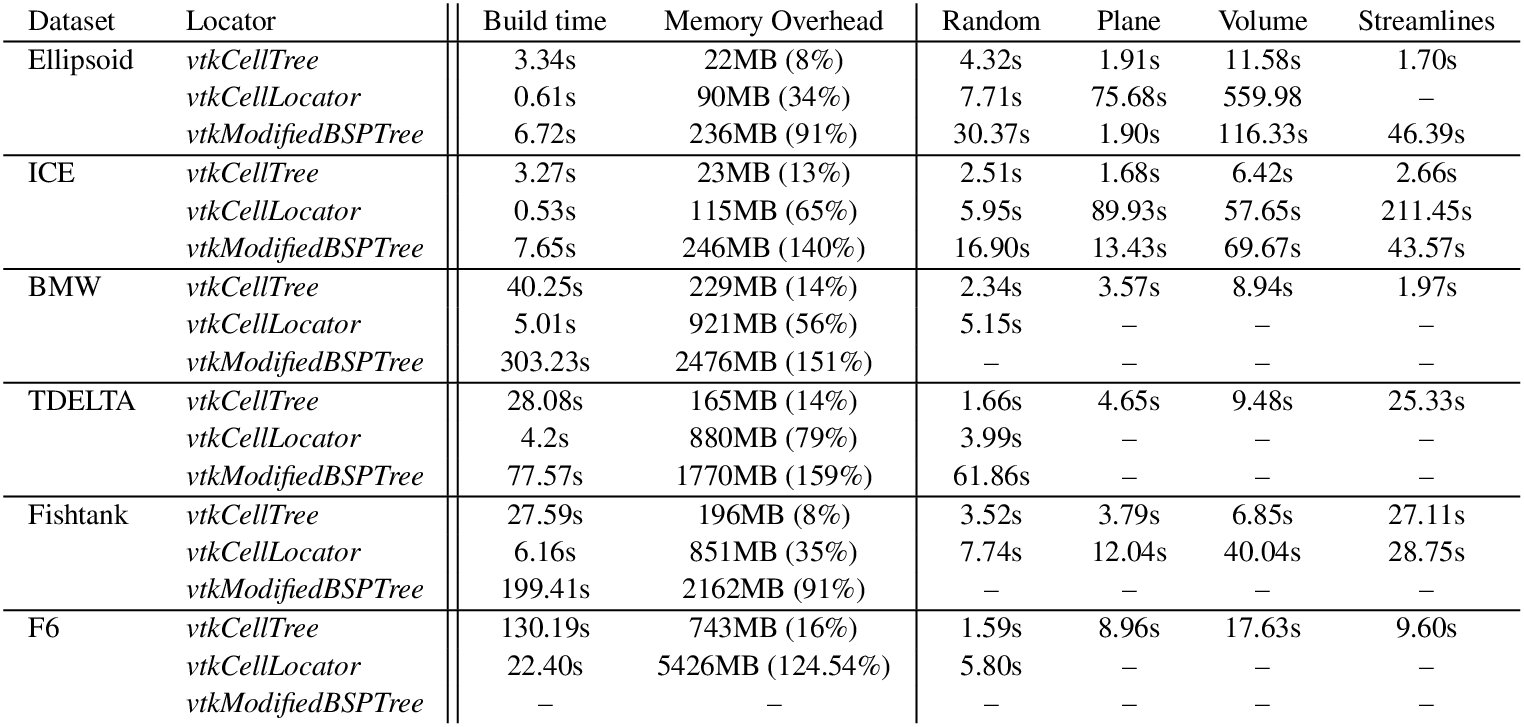 Dataset Locator Build time Memory Overhead Random Plane Volume Streamlines
Ellipsoid vtkCellTree 3.34s 22MB (8%) 4.32s 1.91s 11.58s 1.70s
vtkCellLocator 0.61s 90MB (34%) 7.71s 75.68s 559.98 –
vtkModifiedBSPTree 6.72s 236MB (91%) 30.37s 1.90s 116.33s 46.39s
ICE vtkCellTree 3.27s 23MB (13%) 2.51s 1.68s 6.42s 2.66s
vtkCellLocator 0.53s 115MB (65%) 5.95s 89.93s 57.65s 211.45s
vtkModifiedBSPTree 7.65s 246MB (140%) 16.90s 13.43s 69.67s 43.57s
BMW vtkCellTree 40.25s 229MB (14%) 2.34s 3.57s 8.94s 1.97s
vtkCellLocator 5.01s 921MB (56%) 5.15s – – –
vtkModifiedBSPTree 303.23s 2476MB (151%) – – – –
TDELTA vtkCellTree 28.08s 165MB (14%) 1.66s 4.65s 9.48s 25.33s
vtkCellLocator 4.2s 880MB (79%) 3.99s – – –
vtkModifiedBSPTree 77.57s 1770MB (159%) 61.86s – – –
Fishtank vtkCellTree 27.59s 196MB (8%) 3.52s 3.79s 6.85s 27.11s
vtkCellLocator 6.16s 851MB (35%) 7.74s 12.04s 40.04s 28.75s
vtkModifiedBSPTree 199.41s 2162MB (91%) – – – –
F6 vtkCellTree 130.19s 743MB (16%) 1.59s 8.96s 17.63s 9.60s
vtkCellLocator 22.40s 5426MB (124.54%) 5.80s – – –
vtkModifiedBSPTree – – – – – –